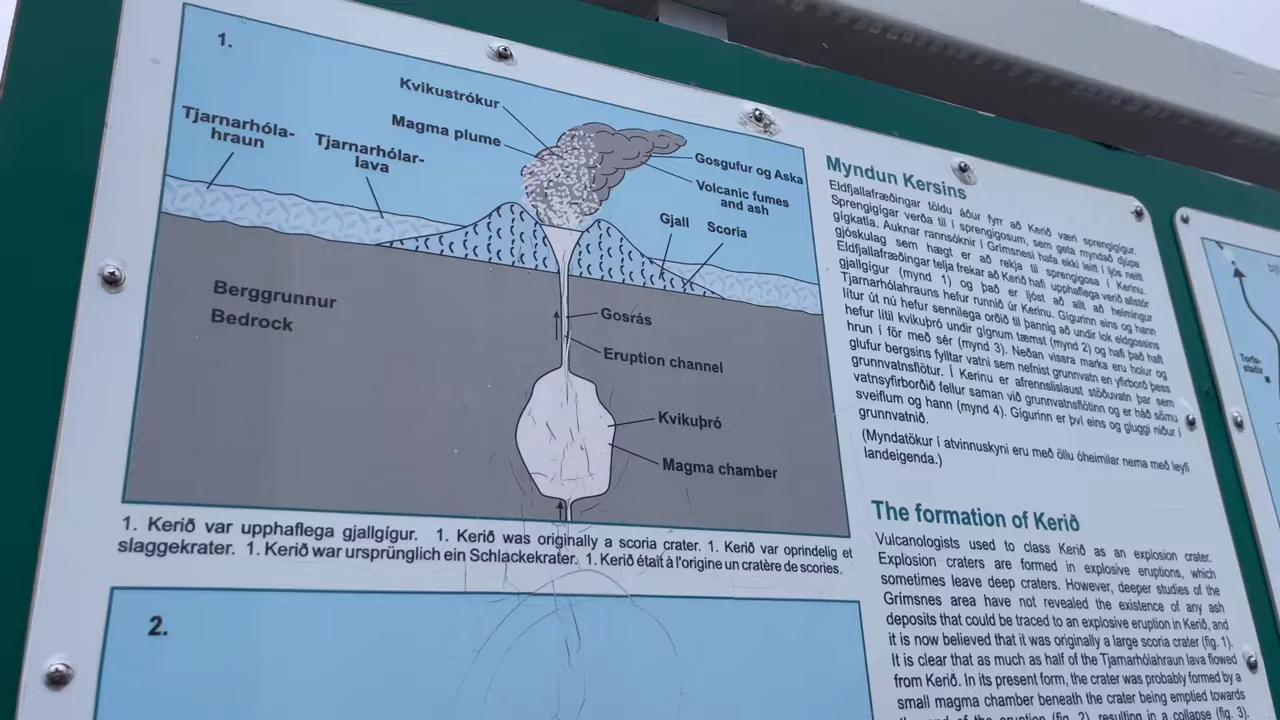 1.
Kvikustrókur
Magma plume
Tjarnarhóla-
hraun
Tjarnarhólar-
lava
Gosgufur og Aska
Volcanic fumes
and ash
Gjall
Scoria
Berggrunnur
Bedrock
Gosrás
Eruption channel
Kvikuþró
Magma chamber
1. Kerið var upphaflega gjallgígur. 1. Kerið was originally a scoria crater. 1. Kerið var oprindelig et
slaggekrater. 1. Kerið war ursprünglich ein Schlackekrater. 1. Kerið était à l'origine un cratère de scories.
2.
Myndun Kersins
Eldfjallafræðingar töldu áður fyrr að Kerið væri sprengigígur.
Sprengigígar verða til í sprengigosum, sem geta myndað djúpa
gígkatla. Auknar rannsóknir í Grímsnesi hafa ekki leitt í ljós neitt
gjóskulag sem hægt er að rekja til sprengigosa í Kerinu.
Eldfjallafræðingar telja frekar að Kerið hafi upphaflega verið allstór
gjallgígur (mynd 1) og það er ljóst að allt að helmingur
Tjarnarhólahrauns hefur runnið úr Kerinu. Gígurinn eins og hann
lítur út nú hefur sennilega orðið til þannig að undir lok eldgossins
hefur lítil kvikuþró undir gígnum tæmst (mynd 2) og hafi það haft
hrun í för með sér (mynd 3). Neðan vissra marka eru holur og
glufur bergsins fylltar vatni sem nefnist grunnvatn en yfirborð þess
grunnvatnsflötur. Í Kerinu er afrennslislaust stöðuvatn þar sem
vatnsyfirborðið fellur saman við grunnvatnsflötinn og er háð sömu
sveiflum og hann (mynd 4). Gígurinn er því eins og gluggi niður í
grunnvatnið.
(Myndatökur í atvinnuskyni eru með öllu óheimilar nema með leyfi
landeigenda.)
The formation of Kerið
Vulcanologists used to class Kerið as an explosion crater.
Explosion craters are formed in explosive eruptions, which
sometimes leave deep craters. However, deeper studies of the
Grímsnes area have not revealed the existence of any ash
deposits that could be traced to an explosive eruption in Kerið, and
it is now believed that it was originally a large scoria crater (fig. 1).
It is clear that as much as half of the Tjarnarhólahraun lava flowed
from Kerið. In its present form, the crater was probably formed by a
small magma chamber beneath the crater being emptied towards
the end of the eruption (fig. 2), resulting in a collapse (fig. 3).